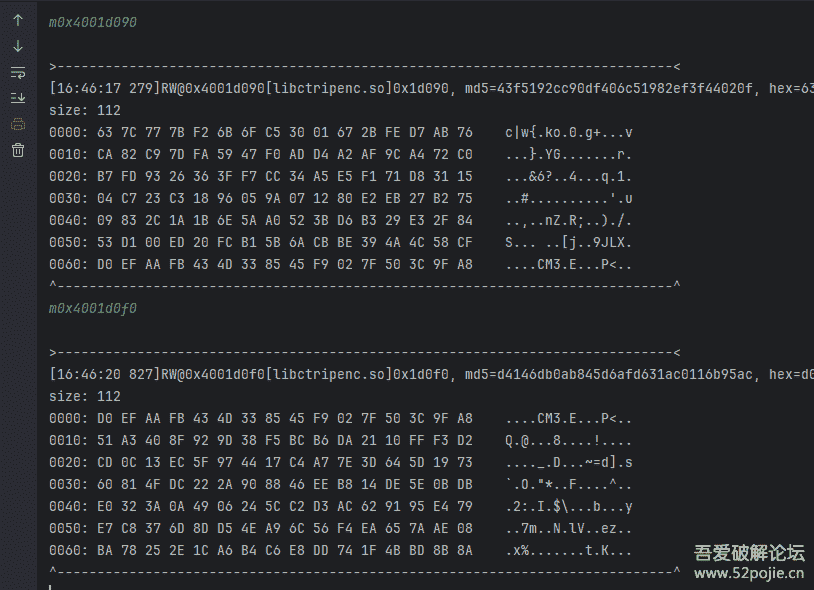 m0x4001d090
>-----------------------------------------------------------------------------<
[16:46:17 279]RW@0x4001d090[libctripenc.so]0x1d090, md5=43f5192cc90df406c51982ef3f44020f, hex=63
size: 112
0000: 63 7C 77 7B F2 6B 6F C5 30 01 67 2B FE D7 AB 76    c|w{.ko.0.g+...v
0010: CA 82 C9 7D FA 59 47 F0 AD D4 A2 AF 9C A4 72 C0    ...}.YG.......r.
0020: B7 FD 93 26 36 3F F7 CC 34 A5 E5 F1 71 D8 31 15    ...&6?..4...q.1.
0030: 04 C7 23 C3 18 96 05 9A 07 12 80 E2 EB 27 B2 75    ..#..........'.u
0040: 09 83 2C 1A 1B 6E 5A A0 52 3B D6 B3 29 E3 2F 84    ..,..nZ.R;..)./.
0050: 53 D1 00 ED 20 FC B1 5B 6A CB BE 39 4A 4C 58 CF    S... ..[j..9JLX.
0060: D0 EF AA FB 43 4D 33 85 45 F9 02 7F 50 3C 9F A8    ....CM3.E...P<..
^-----------------------------------------------------------------------------^
m0x4001d0f0
>-----------------------------------------------------------------------------<
[16:46:20 827]RW@0x4001d0f0[libctripenc.so]0x1d0f0, md5=d4146db0ab845d6afd631ac0116b95ac, hex=d0
size: 112
0000: D0 EF AA FB 43 4D 33 85 45 F9 02 7F 50 3C 9F A8    ....CM3.E...P<..
0010: 51 A3 40 8F 92 9D 38 F5 BC B6 DA 21 10 FF F3 D2    Q.@...8....!....
0020: CD 0C 13 EC 5F 97 44 17 C4 A7 7E 3D 64 5D 19 73    ...._.D...~=d].s
0030: 60 81 4F DC 22 2A 90 88 46 EE B8 14 DE 5E 0B DB    `.O."*..F....^..
0040: E0 32 3A 0A 49 06 24 5C C2 D3 AC 62 91 95 E4 79    .2:.I.$\...b...y
0050: E7 C8 37 6D 8D D5 4E A9 6C 56 F4 EA 65 7A AE 08    ..7m..N.lV..ez..
0060: BA 78 25 2E 1C A6 B4 C6 E8 DD 74 1F 4B BD 8B 8A    .x%.......t.K...
^-----------------------------------------------------------------------------^
吾爱破解论坛
www.52pojie.cn